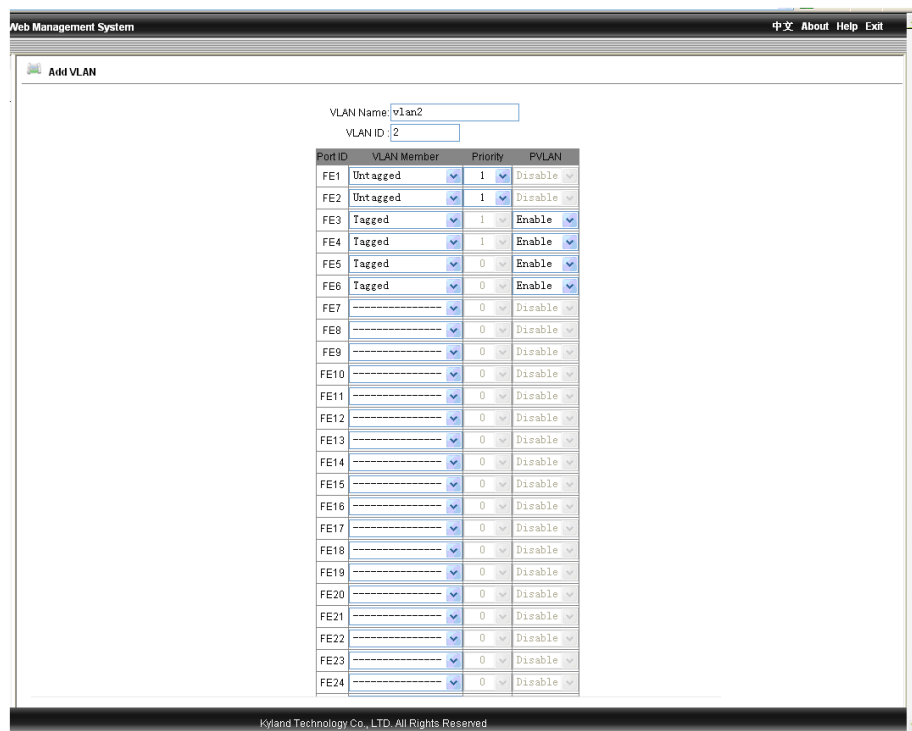 Web Management System 中文 About Help Exit
Add VLAN
VLAN Name: vlan2
VLAN ID : 2
Port ID VLAN Member Priority PVLAN
FE1 Untagged 1 Disable
FE2 Untagged 1 Disable
FE3 Tagged 1 Enable
FE4 Tagged 1 Enable
FE5 Tagged 0 Enable
FE6 Tagged 0 Enable
FE7 --------------- 0 Disable
FE8 --------------- 0 Disable
FE9 --------------- 0 Disable
FE10 --------------- 0 Disable
FE11 --------------- 0 Disable
FE12 --------------- 0 Disable
FE13 --------------- 0 Disable
FE14 --------------- 0 Disable
FE15 --------------- 0 Disable
FE16 --------------- 0 Disable
FE17 --------------- 0 Disable
FE18 --------------- 0 Disable
FE19 --------------- 0 Disable
FE20 --------------- 0 Disable
FE21 --------------- 0 Disable
FE22 --------------- 0 Disable
FE23 --------------- 0 Disable
FE24 --------------- 0 Disable
Kyland Technology Co., LTD. All Rights Reserved